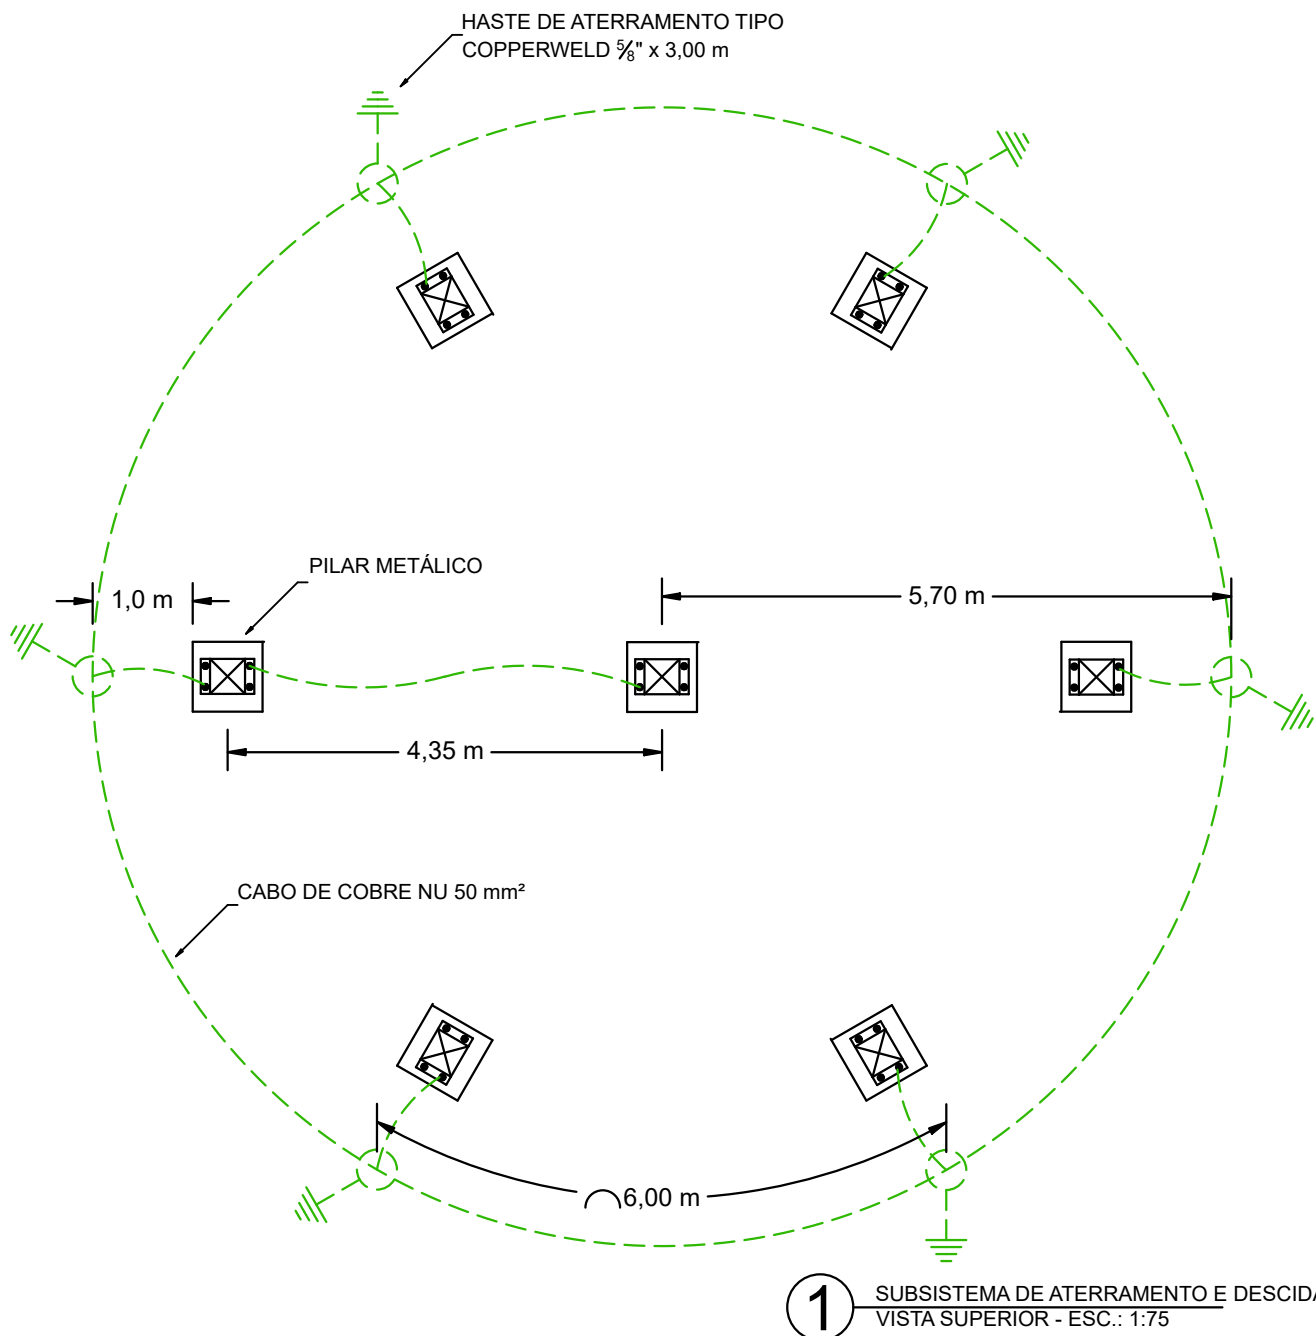 HASTE DE ATERRAMENTO TIPO
COPPERWELD ⅝" x 3,00 m
PILAR METÁLICO
1,0 m
5,70 m
4,35 m
CABO DE COBRE NU 50 mm²
6,00 m
1
SUBSISTEMA DE ATERRAMENTO E DESCIDA
VISTA SUPERIOR - ESC.: 1:75